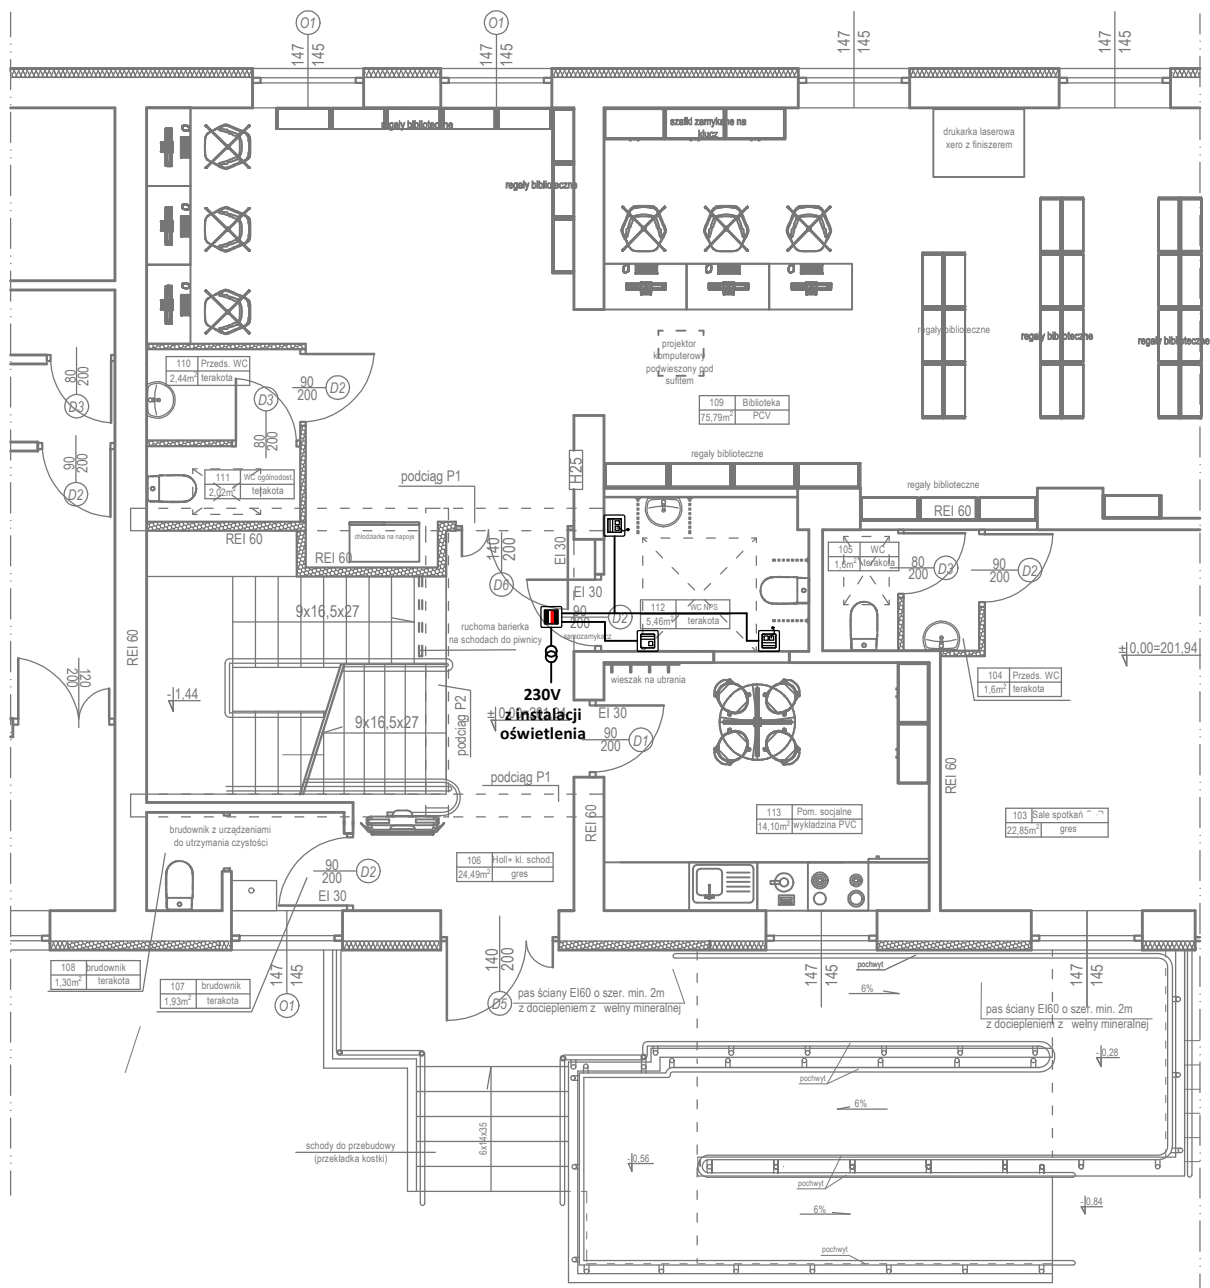 O1
O1
147
145
147
145
147
145
147
145
regały biblioteczne
szafki zamykane na
klucz
drukarka laserowa
xero z finiszerem
regały biblioteczne
projektor
komputerowy
podwieszony pod
sufitem
regały biblioteczne
regały biblioteczne
regały biblioteczne
110 Przeds. WC
2,44m² terakota
90
200
D2
D3
80
200
80
200
D3
109 Biblioteka
75,79m² PCV
regały biblioteczne
90
200
D2
111 WC ogólnodost.
2,02m² terakota
podciąg P1
H25
regały biblioteczne
REI 60
REI 60
chłodziarka na napoje
REI 60
140
200
D6
EI 30
EI 30
105 WC
1,6m² terakota
80
200
D3
90
200
D2
9x16,5x27
ruchoma barierka
na schodach do piwnicy
90
200
D2
samozamykacz
112 WC NPS
5,46m² terakota
REI 60
±0,00=201,94
120
200
-1,44
9x16,5x27
podciąg P2
230V
z instalacji
oświetlenia
±0,00=201,94
wieszak na ubrania
EI 30
90
200
D1
104 Przeds. WC
1,6m² terakota
podciąg P1
REI 60
REI 60
113 Pom. socjalne
14,10m² wykładzina PVC
103 Sale spotkań
22,85m² gres
brudownik z urządzeniami
do utrzymania czystości
90
200
D2
EI 30
106 Holl+ kl. schod.
24,49m² gres
108 brudownik
1,30m² terakota
107 brudownik
1,93m² terakota
147
145
O1
140
200
D5
pas ściany EI60 o szer. min. 2m
z dociepleniem z wełny mineralnej
147
145
pochwyt
6%
147
145
pas ściany EI60 o szer. min. 2m
z dociepleniem z wełny mineralnej
-0,28
pochwyt
6%
schody do przebudowy
(przekładka kostki)
6x14x35
-0,56
pochwyt
-0,84
6%
pochwyt